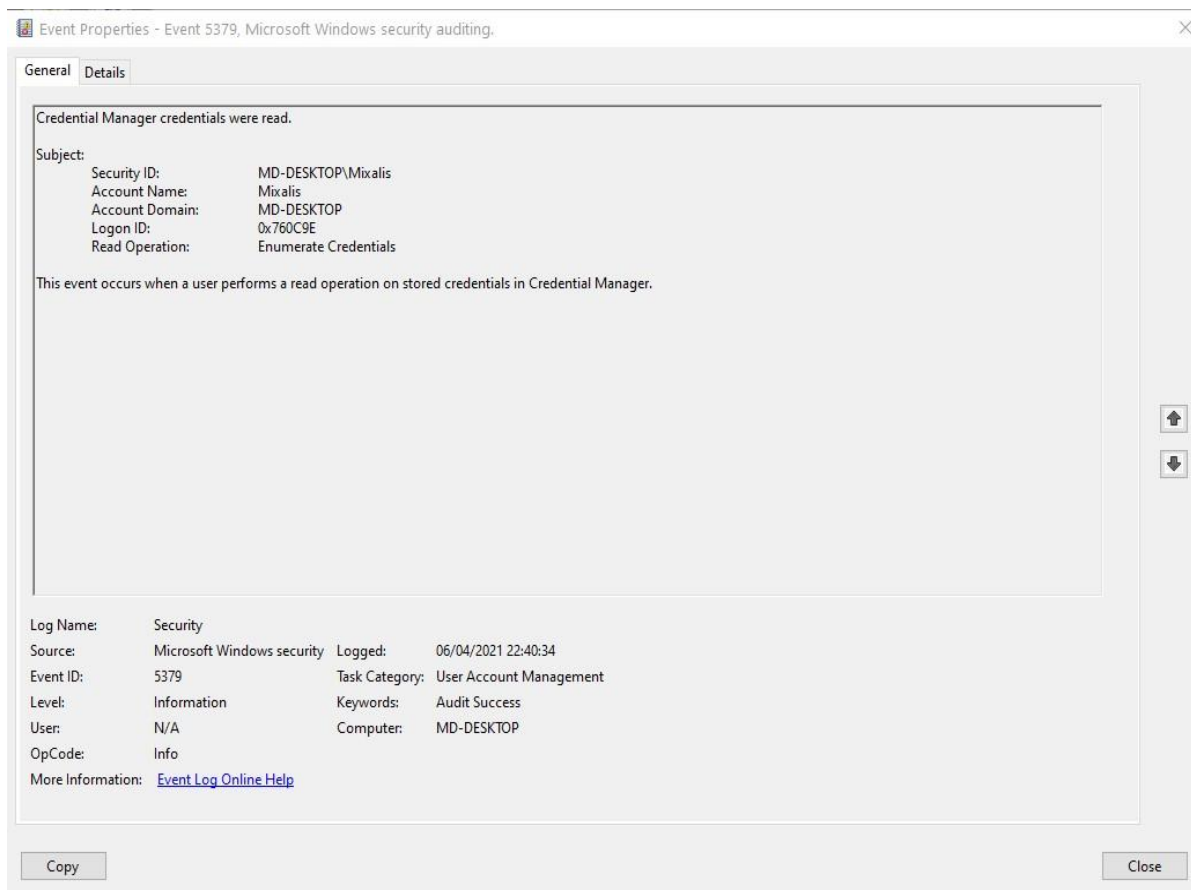 Event Properties - Event 5379, Microsoft Windows security auditing.
General Details
Credential Manager credentials were read.
Subject:
Security ID: MD-DESKTOP\Mixalis
Account Name: Mixalis
Account Domain: MD-DESKTOP
Logon ID: 0x760C9E
Read Operation: Enumerate Credentials
This event occurs when a user performs a read operation on stored credentials in Credential Manager.
Log Name: Security
Source: Microsoft Windows security Logged: 06/04/2021 22:40:34
Event ID: 5379 Task Category: User Account Management
Level: Information Keywords: Audit Success
User: N/A Computer: MD-DESKTOP
OpCode: Info
More Information: Event Log Online Help
Copy Close